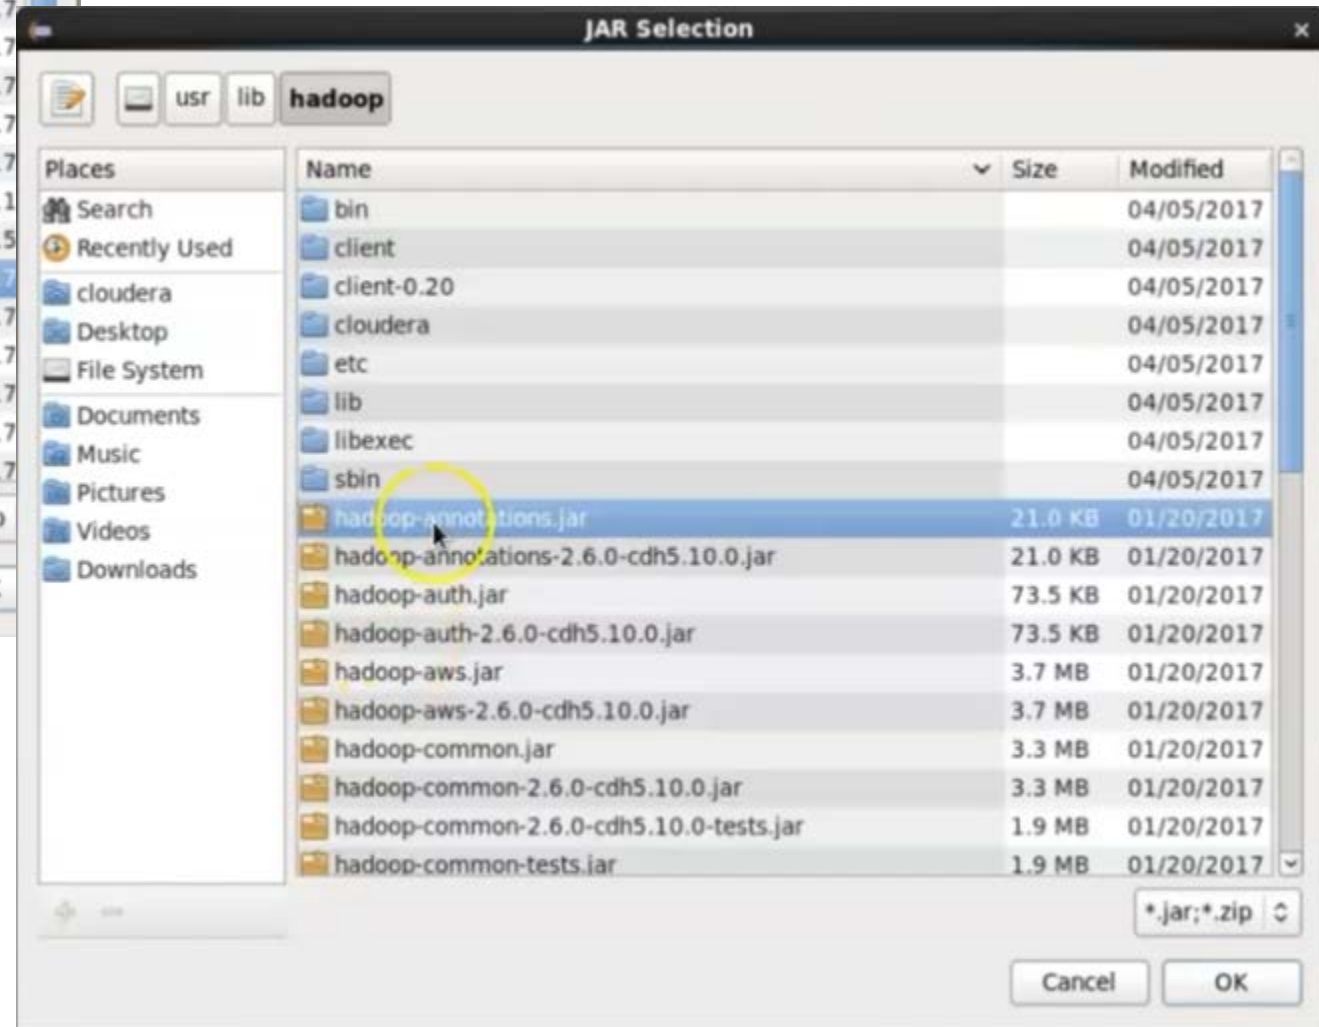 JAR Selection
usr lib hadoop
Places
Search
Recently Used
cloudera
Desktop
File System
Documents
Music
Pictures
Videos
Downloads
Name Size Modified
bin 04/05/2017
client 04/05/2017
client-0.20 04/05/2017
cloudera 04/05/2017
etc 04/05/2017
lib 04/05/2017
libexec 04/05/2017
sbin 04/05/2017
hadoop-annotations.jar 21.0 KB 01/20/2017
hadoop-annotations-2.6.0-cdh5.10.0.jar 21.0 KB 01/20/2017
hadoop-auth.jar 73.5 KB 01/20/2017
hadoop-auth-2.6.0-cdh5.10.0.jar 73.5 KB 01/20/2017
hadoop-aws.jar 3.7 MB 01/20/2017
hadoop-aws-2.6.0-cdh5.10.0.jar 3.7 MB 01/20/2017
hadoop-common.jar 3.3 MB 01/20/2017
hadoop-common-2.6.0-cdh5.10.0.jar 3.3 MB 01/20/2017
hadoop-common-2.6.0-cdh5.10.0-tests.jar 1.9 MB 01/20/2017
hadoop-common-tests.jar 1.9 MB 01/20/2017
*.jar;*.zip
Cancel OK